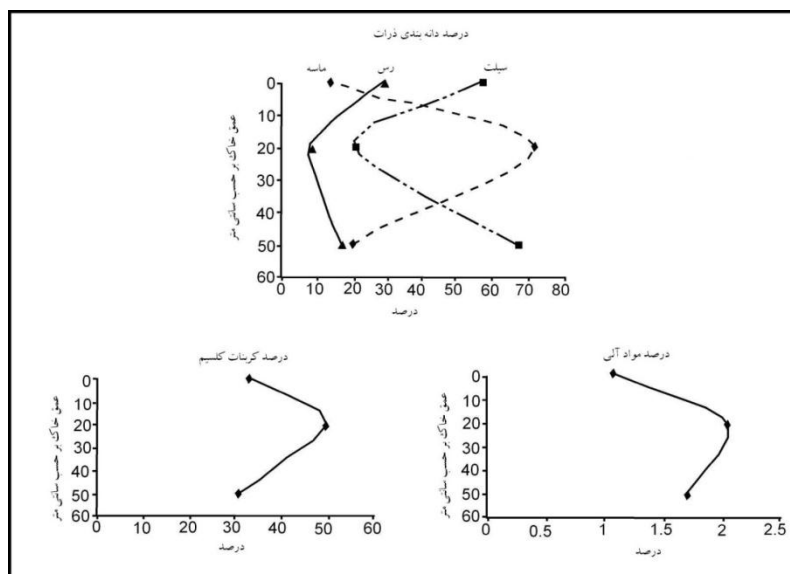 درصد دانه بندی ذرات
ماسه
رس
سیلت
عمق خاک بر حسب سانتی متر
0
10
20
30
40
50
60
0 10 20 30 40 50 60 70 80
درصد
درصد کربنات کلسیم
عمق خاک بر حسب سانتی متر
0
10
20
30
40
50
0 10 20 30 40 50 60
درصد
درصد مواد آلی
عمق خاک بر حسب سانتی متر
0
10
20
30
40
50
60
0 0 1 1.5 2 2.5
درصد